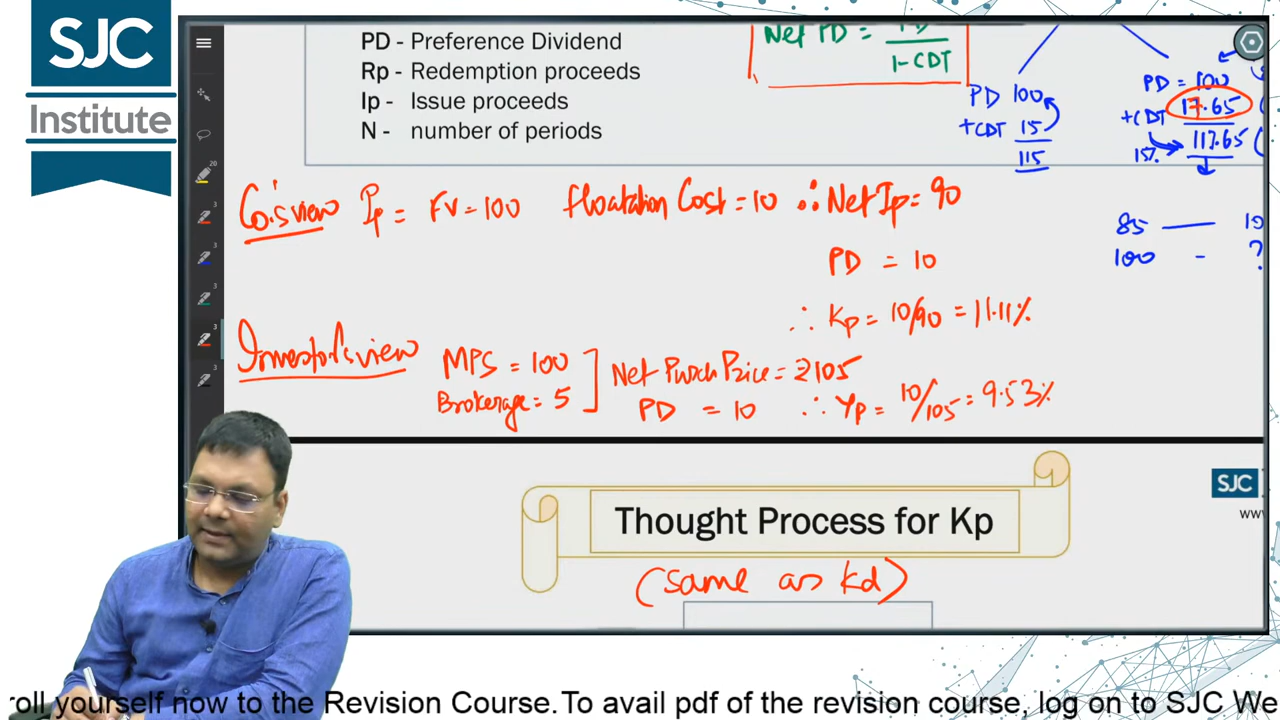 SJC
Institute
PD - Preference Dividend
Rp - Redemption proceeds
Ip - Issue proceeds
N - number of periods
Net PD = PD
1-CDT
PD 100
+CDT 15
115
PD = 100
+CDT 17.65
15% 117.65
85 — 10
100 - ?
Co.'s view Ip = FV = 100 Floatation Cost = 10 ∴ Net Ip = 90
PD = 10
∴ Kp = 10/90 = 11.11%
Investor's view MPS = 100
Brokerage = 5
Net Purch Price = 2105
PD = 10 ∴ Yp = 10/105 = 9.53%
SJC
www
Thought Process for Kp
(same as Kd)
roll yourself now to the Revision Course. To avail pdf of the revision course, log on to SJC We